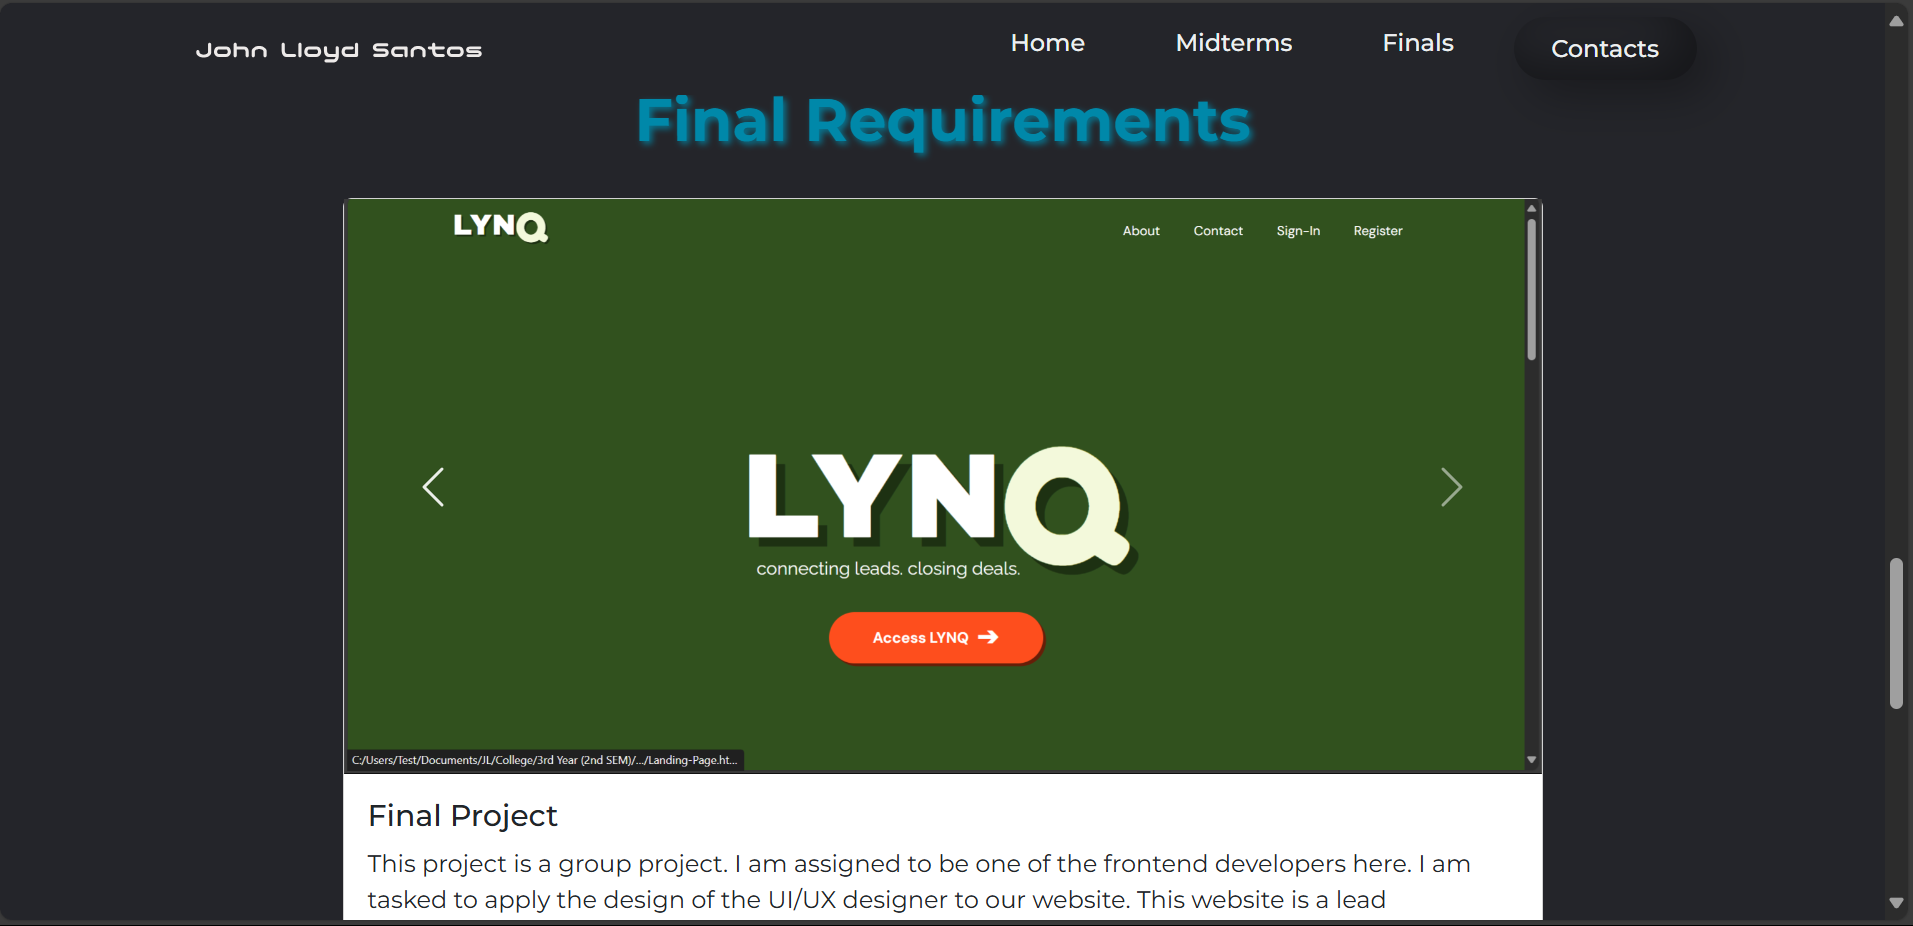 John Lloyd Santos
Home Midterms Finals Contacts
Final Requirements
LYNQ
About Contact Sign-In Register
LYNQ
connecting leads. closing deals.
Access LYNQ ➔
C:/Users/Test/Documents/JL/College/3rd Year (2nd SEM)/.../Landing-Page.ht...
Final Project
This project is a group project. I am assigned to be one of the frontend developers here. I am
tasked to apply the design of the UI/UX designer to our website. This website is a lead